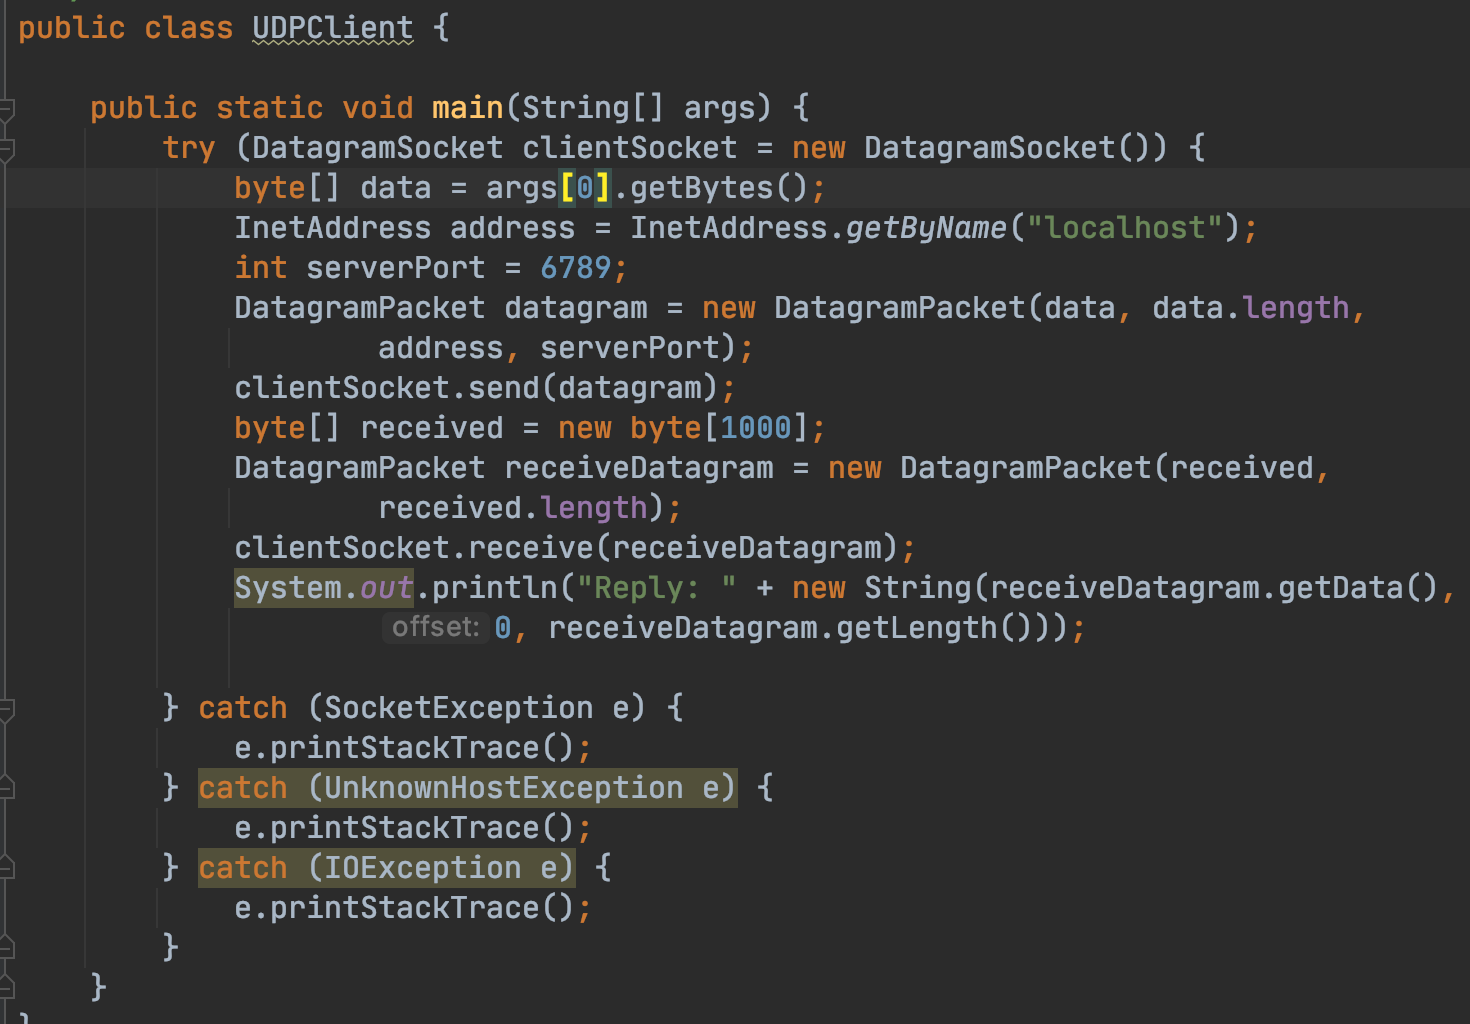 public class UDPClient {
public static void main(String[] args) {
try (DatagramSocket clientSocket = new DatagramSocket()) {
byte[] data = args[0].getBytes();
InetAddress address = InetAddress.getByName("localhost");
int serverPort = 6789;
DatagramPacket datagram = new DatagramPacket(data, data.length,
address, serverPort);
clientSocket.send(datagram);
byte[] received = new byte[1000];
DatagramPacket receiveDatagram = new DatagramPacket(received,
received.length);
clientSocket.receive(receiveDatagram);
System.out.println("Reply: " + new String(receiveDatagram.getData(),
offset: 0, receiveDatagram.getLength()));
} catch (SocketException e) {
e.printStackTrace();
} catch (UnknownHostException e) {
e.printStackTrace();
} catch (IOException e) {
e.printStackTrace();
}
}